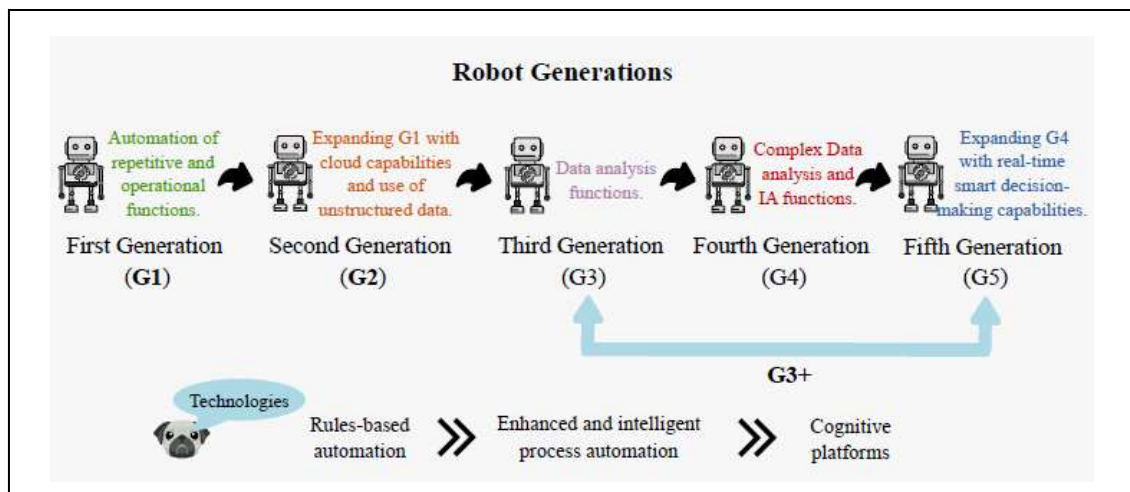 Robot Generations
Automation of
repetitive and
operational
functions.
First Generation
(G1)
Expanding G1 with
cloud capabilities
and use of
unstructured data.
Second Generation
(G2)
Data analysis
functions.
Third Generation
(G3)
Complex Data
analysis and
IA functions.
Fourth Generation
(G4)
Expanding G4
with real-time
smart decision-
making capabilities.
Fifth Generation
(G5)
G3+
Technologies
Rules-based
automation
Enhanced and intelligent
process automation
Cognitive
platforms